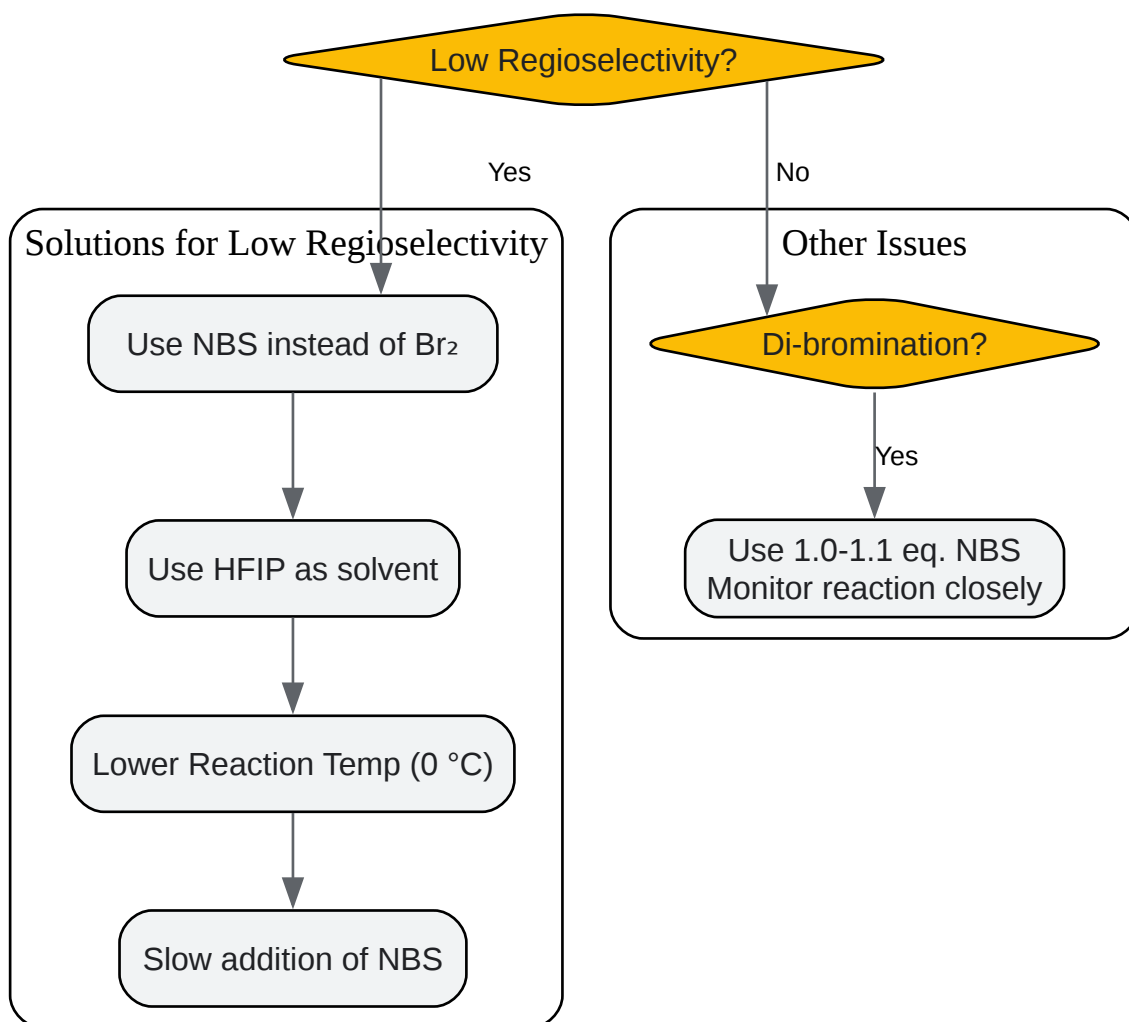 Low Regioselectivity?
Yes
No
Solutions for Low Regioselectivity
Use NBS instead of Br₂
Use HFIP as solvent
Lower Reaction Temp (0 °C)
Slow addition of NBS
Other Issues
Di-bromination?
Yes
Use 1.0-1.1 eq. NBS
Monitor reaction closely